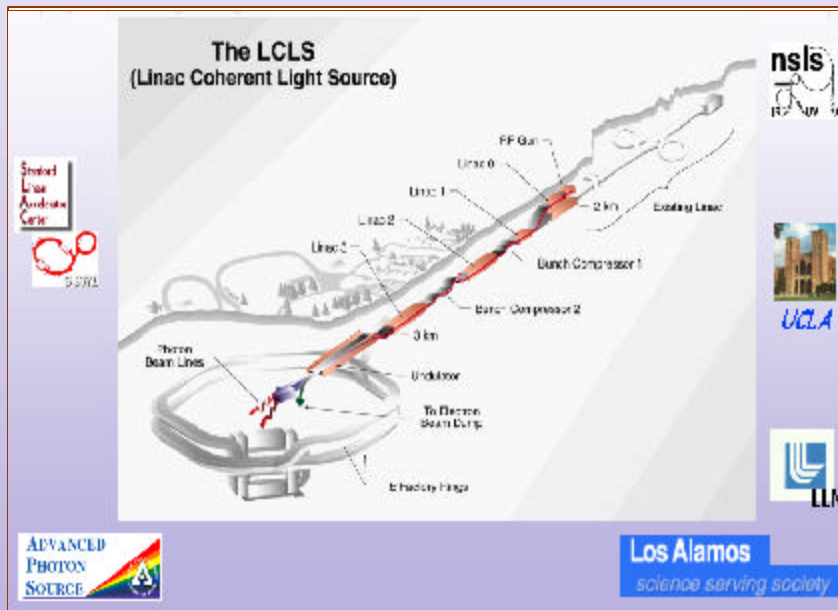 The LCLS
(Linac Coherent Light Source)
nsls
RF Gun
Linac 0
Linac 1
Linac 2
Linac 3
2 km
Existing Linac
Bunch Compressor 1
Bunch Compressor 2
3 km
Photon
Beam Lines
Undulator
To Electron
Beam Dump
Factory Rings
Stanford
Linear
Accelerator
Center
UCLA
ADVANCED
PHOTON
SOURCE
Los Alamos
science serving society